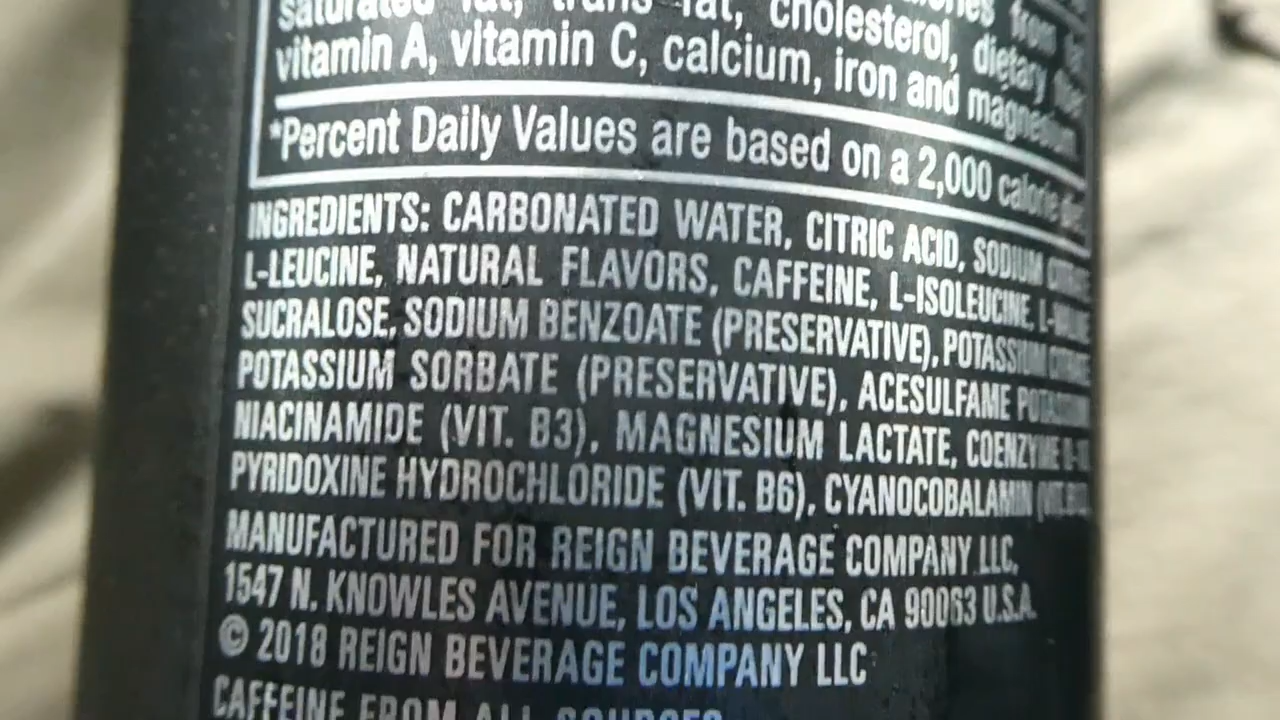 saturated fat, trans fat, cholesterol, dietary
vitamin A, vitamin C, calcium, iron and magnesium.
*Percent Daily Values are based on a 2,000 calorie diet
INGREDIENTS: CARBONATED WATER, CITRIC ACID, SODIUM CITRATE
L-LEUCINE, NATURAL FLAVORS, CAFFEINE, L-ISOLEUCINE,
SUCRALOSE, SODIUM BENZOATE (PRESERVATIVE), POTASSIUM CITRATE
POTASSIUM SORBATE (PRESERVATIVE), ACESULFAME POTASSIUM
NIACINAMIDE (VIT. B3), MAGNESIUM LACTATE, COENZYME
PYRIDOXINE HYDROCHLORIDE (VIT. B6), CYANOCOBALAMIN
MANUFACTURED FOR REIGN BEVERAGE COMPANY LLC,
1547 N. KNOWLES AVENUE, LOS ANGELES, CA 90063 U.S.A.
© 2018 REIGN BEVERAGE COMPANY LLC
CAFFEINE FROM ALL SOURCES